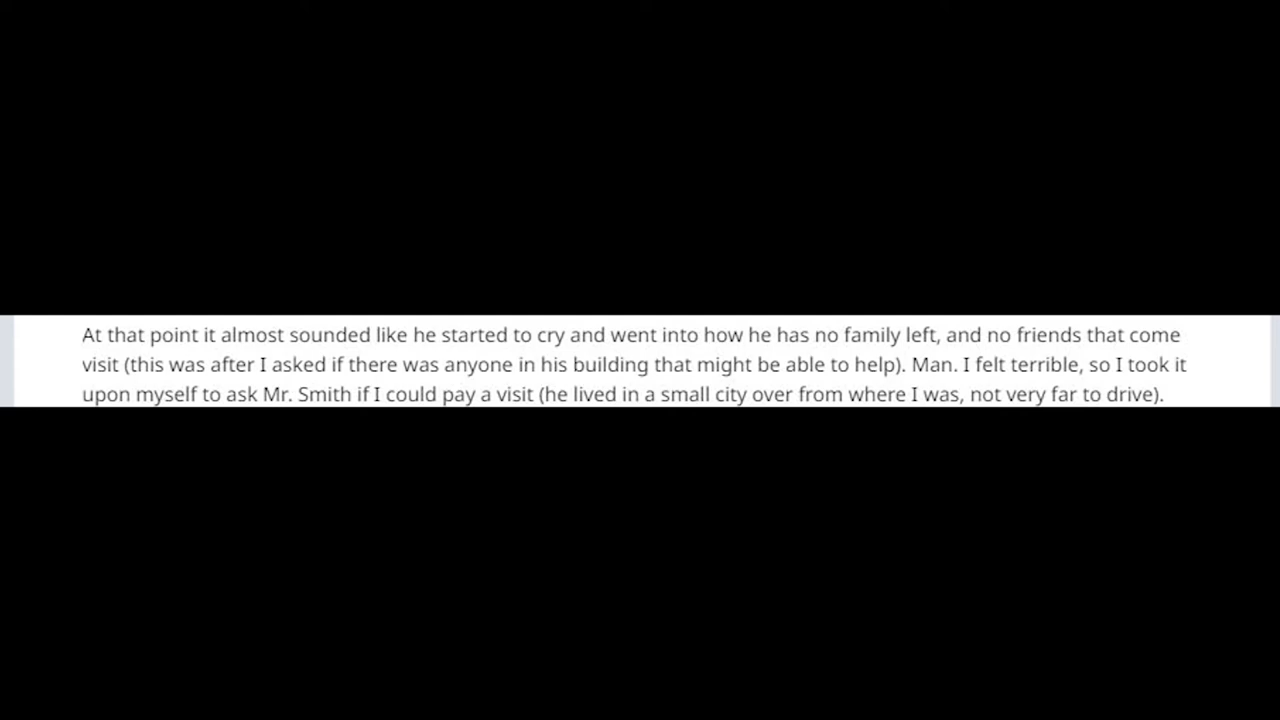 At that point it almost sounded like he started to cry and went into how he has no family left, and no friends that come
visit (this was after I asked if there was anyone in his building that might be able to help). Man. I felt terrible, so I took it
upon myself to ask Mr. Smith if I could pay a visit (he lived in a small city over from where I was, not very far to drive).